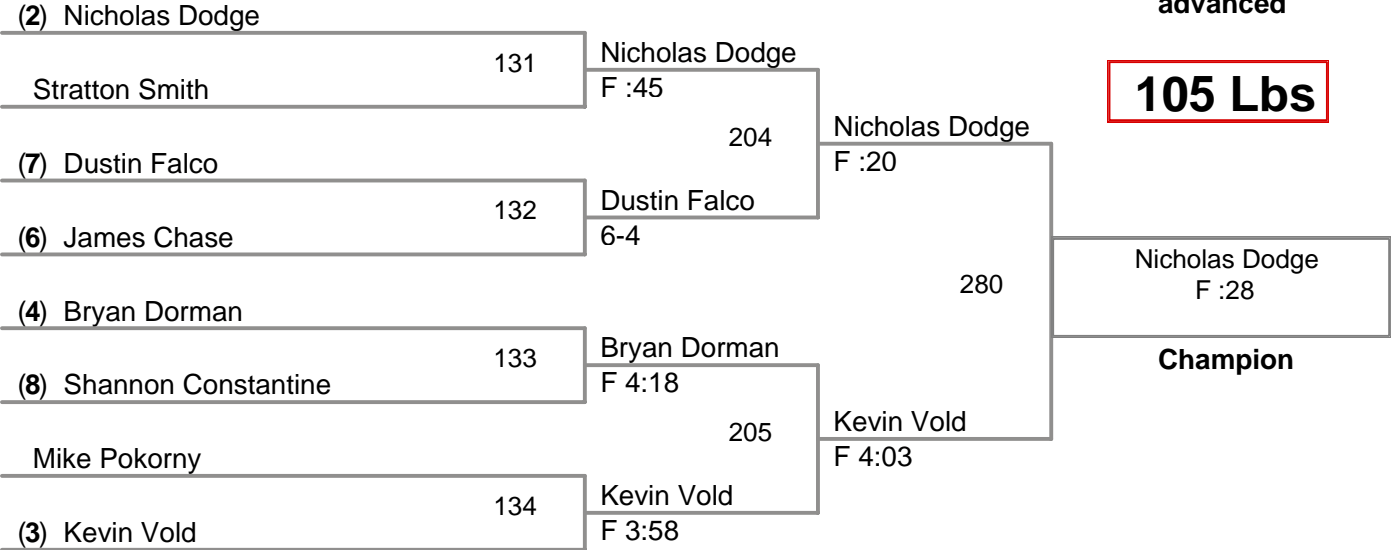 (2) Nicholas Dodge
advanced
131
Nicholas Dodge
Stratton Smith
F :45
105 Lbs
204
Nicholas Dodge
(7) Dustin Falco
F :20
132
Dustin Falco
(6) James Chase
6-4
280
Nicholas Dodge
F :28
(4) Bryan Dorman
133
Bryan Dorman
Champion
(8) Shannon Constantine
F 4:18
205
Kevin Vold
Mike Pokorny
F 4:03
134
Kevin Vold
(3) Kevin Vold
F 3:58